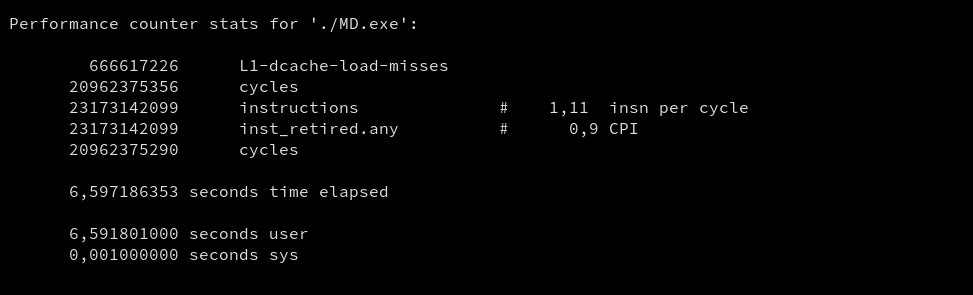 Performance counter stats for './MD.exe':
666617226 L1-dcache-load-misses
20962375356 cycles
23173142099 instructions # 1,11 insn per cycle
23173142099 inst_retired.any # 0,9 CPI
20962375290 cycles
6,597186353 seconds time elapsed
6,591801000 seconds user
0,001000000 seconds sys